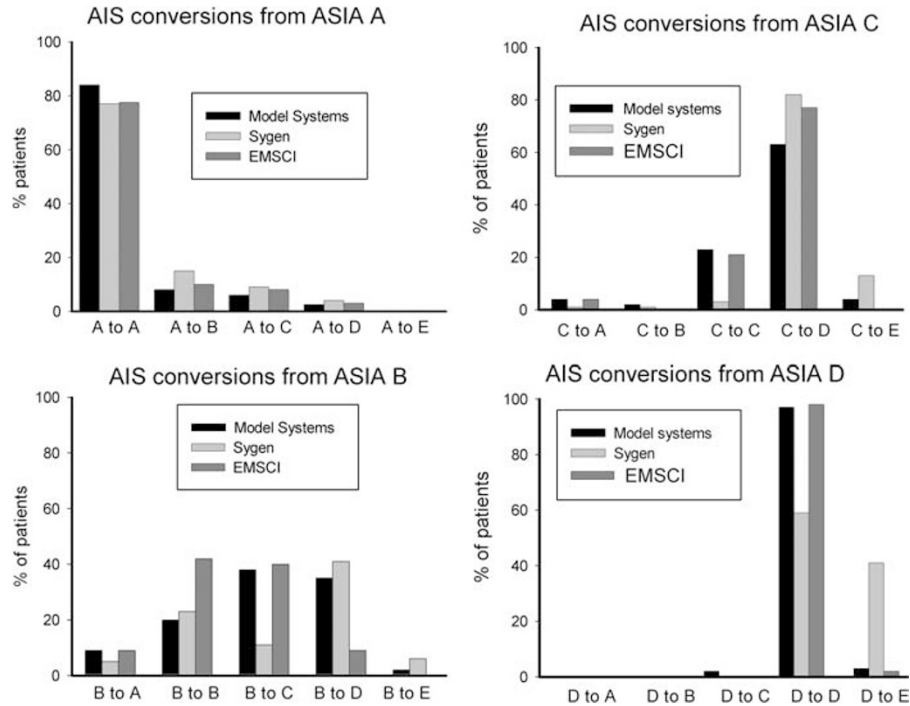 AIS conversions from ASIA A
% patients
100
80
60
40
20
0
Model Systems
Sygen
EMSCI
A to A A to B A to C A to D A to E
AIS conversions from ASIA C
% of patients
100
80
60
40
20
0
Model systems
Sygen
EMSCI
C to A C to B C to C C to D C to E
AIS conversions from ASIA B
% of patients
100
80
60
40
20
0
Model Systems
Sygen
EMSCI
B to A B to B B to C B to D B to E
AIS conversions from ASIA D
% of patients
100
80
60
40
20
0
Model systems
Sygen
EMSCI
D to A D to B D to C D to D D to E